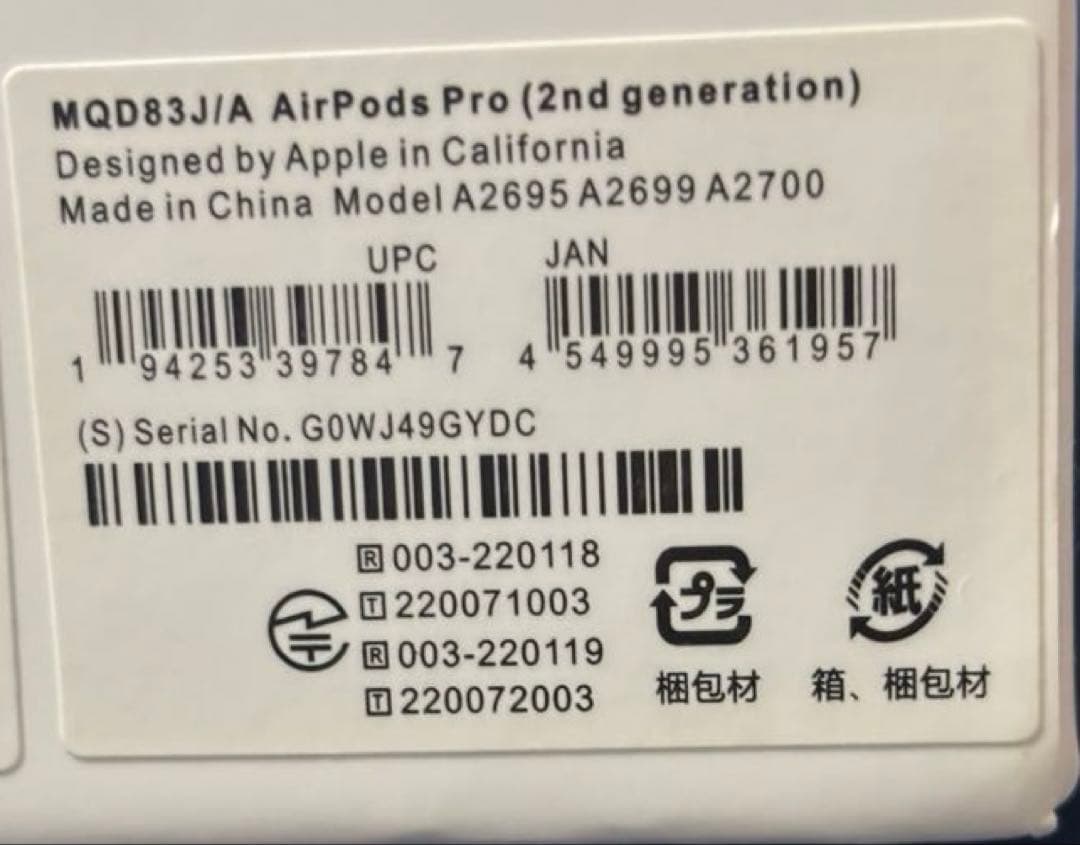 MQD83J/A AirPods Pro (2nd generation)
Designed by Apple in California
Made in China Model A2695 A2699 A2700
UPC JAN
1 94253 39784 7 4 549995 361957
(S) Serial No. G0WJ49GYDC
R 003-220118
T 220071003
R 003-220119
T 220072003
プラ 紙
梱包材 箱、梱包材